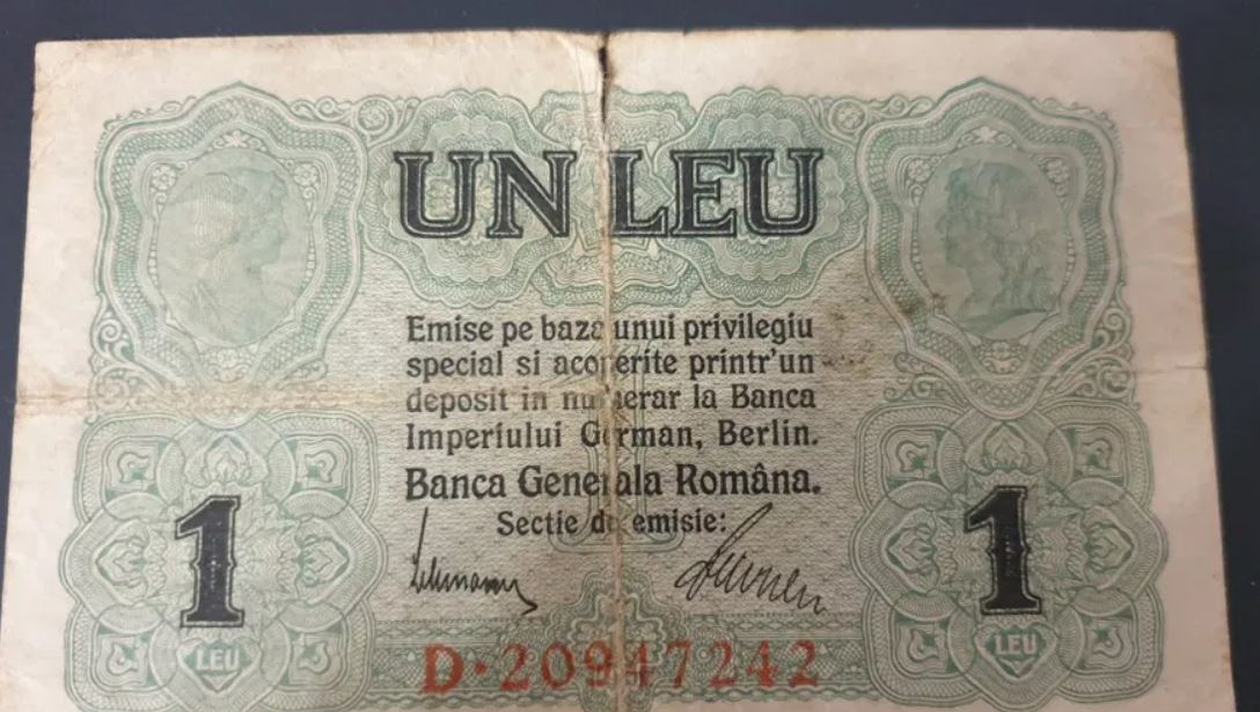 UN LEU
Emise pe baza unui privilegiu
special si acoperite printr'un
deposit in numerar la Banca
Imperiului German, Berlin.
Banca Generala Româna.
Sectie de emisie:
Lehmann
1
1
LEU
LEU
D·20947242